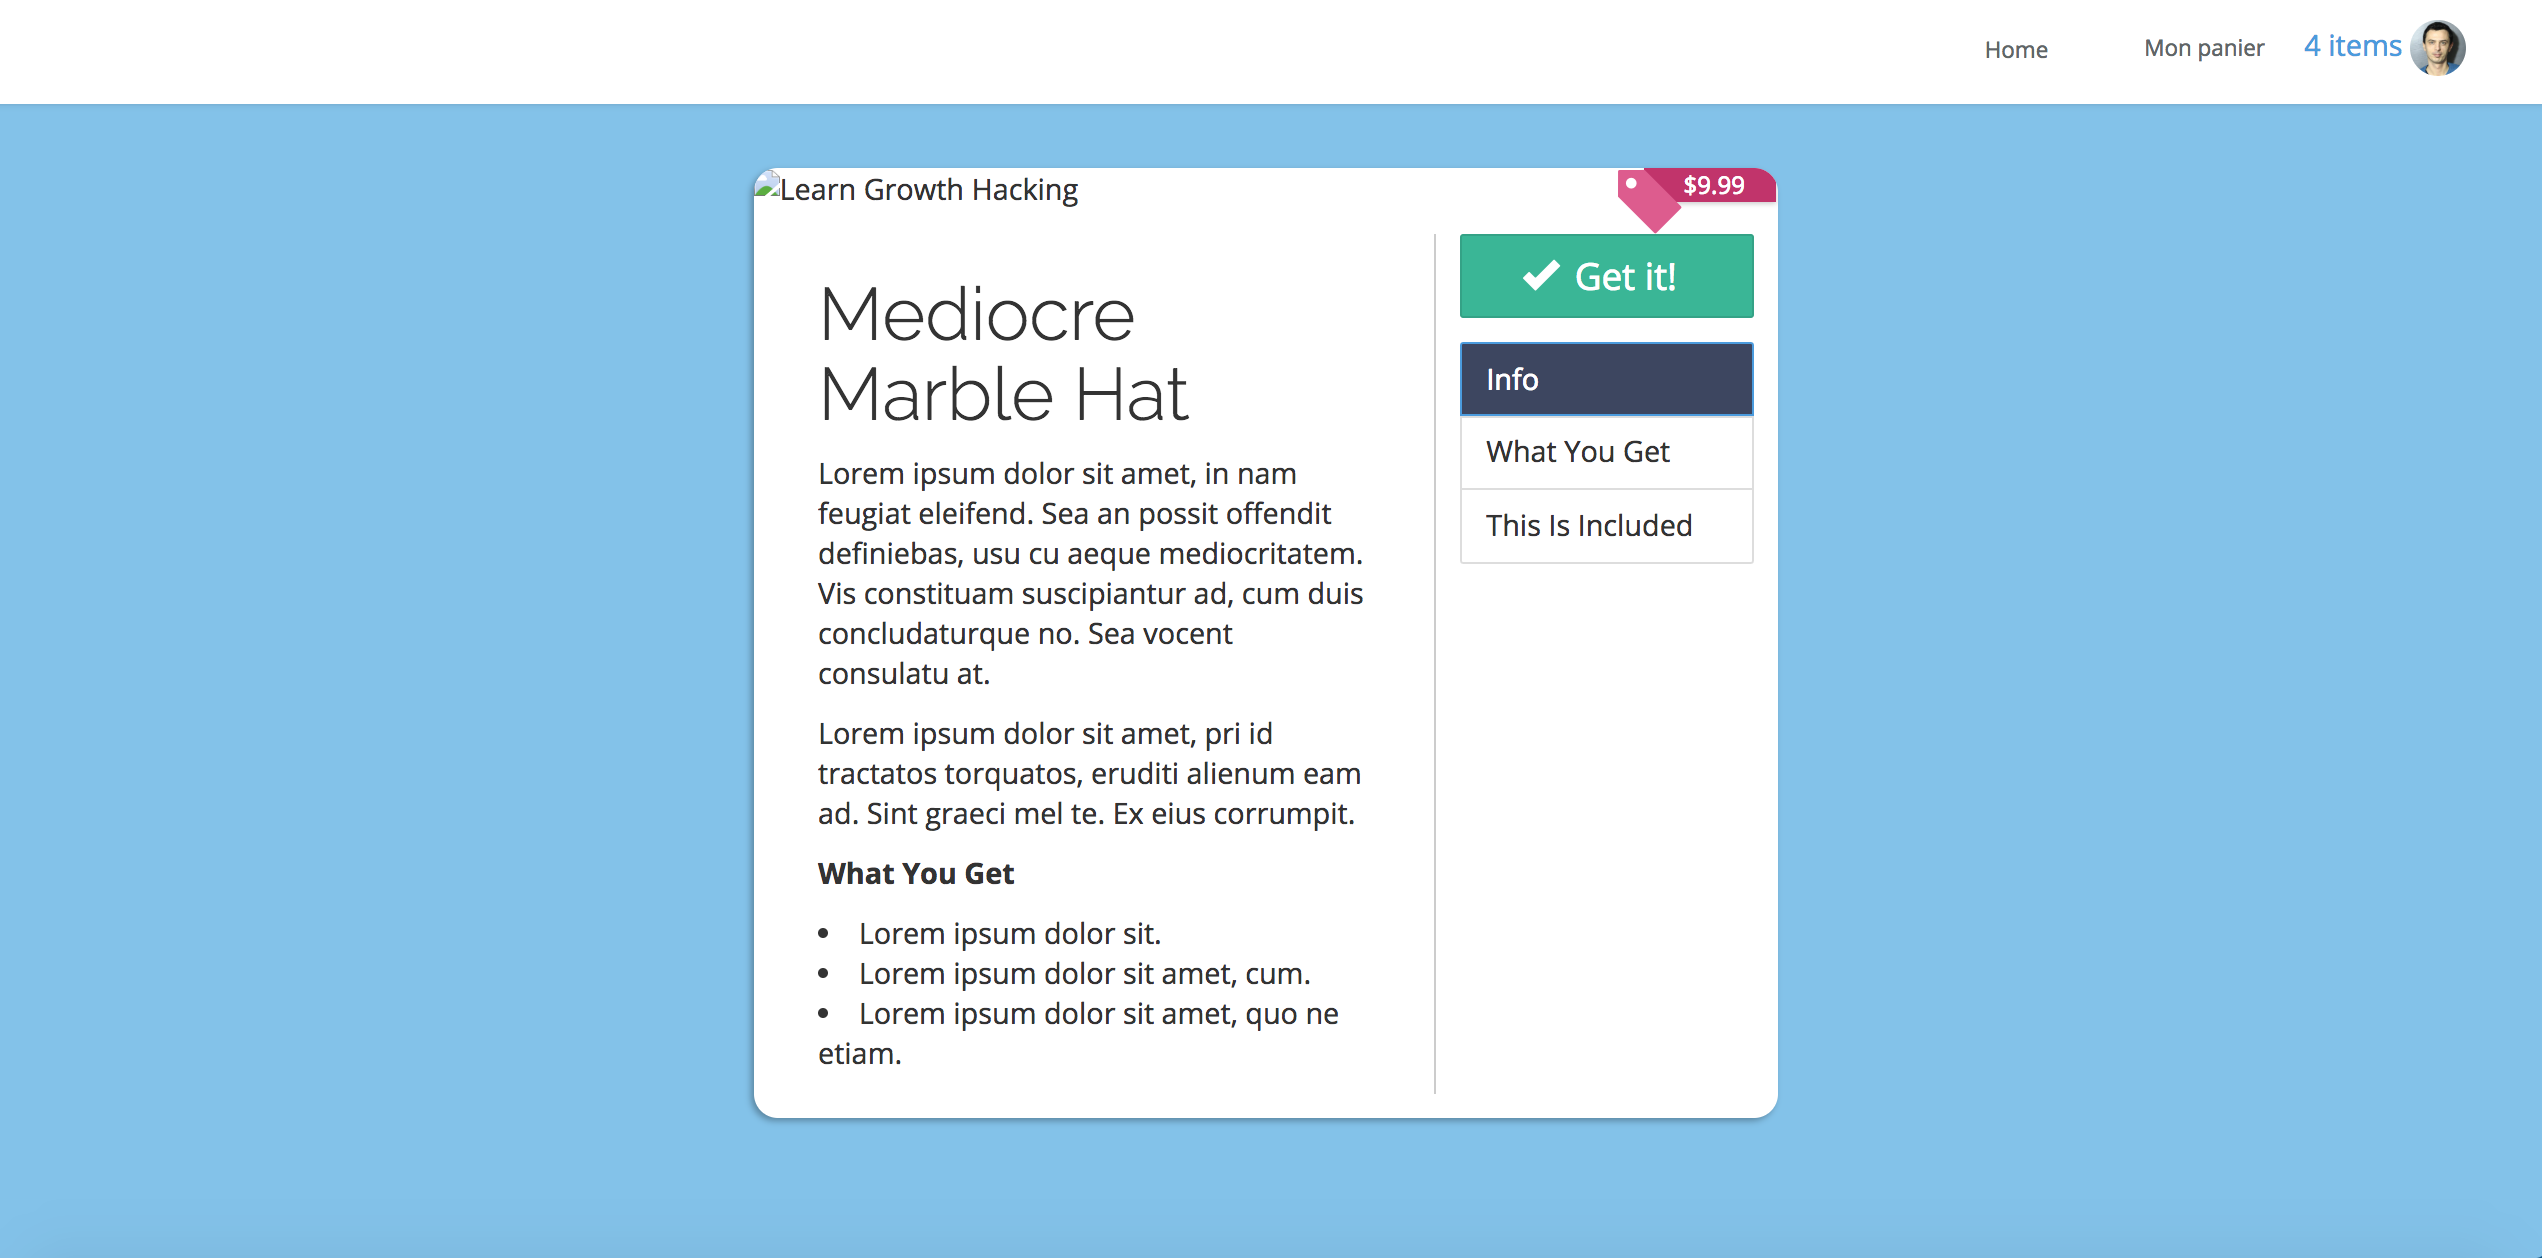 Home
Mon panier
4 items
Learn Growth Hacking
$9.99
Mediocre
Marble Hat
Lorem ipsum dolor sit amet, in nam
feugiat eleifend. Sea an possit offendit
definiebas, usu cu aeque mediocritatem.
Vis constituam suscipiantur ad, cum duis
concludaturque no. Sea vocent
consulatu at.
Lorem ipsum dolor sit amet, pri id
tractatos torquatos, eruditi alienum eam
ad. Sint graeci mel te. Ex eius corrumpit.
What You Get
• Lorem ipsum dolor sit.
• Lorem ipsum dolor sit amet, cum.
• Lorem ipsum dolor sit amet, quo ne
etiam.
Get it!
Info
What You Get
This Is Included